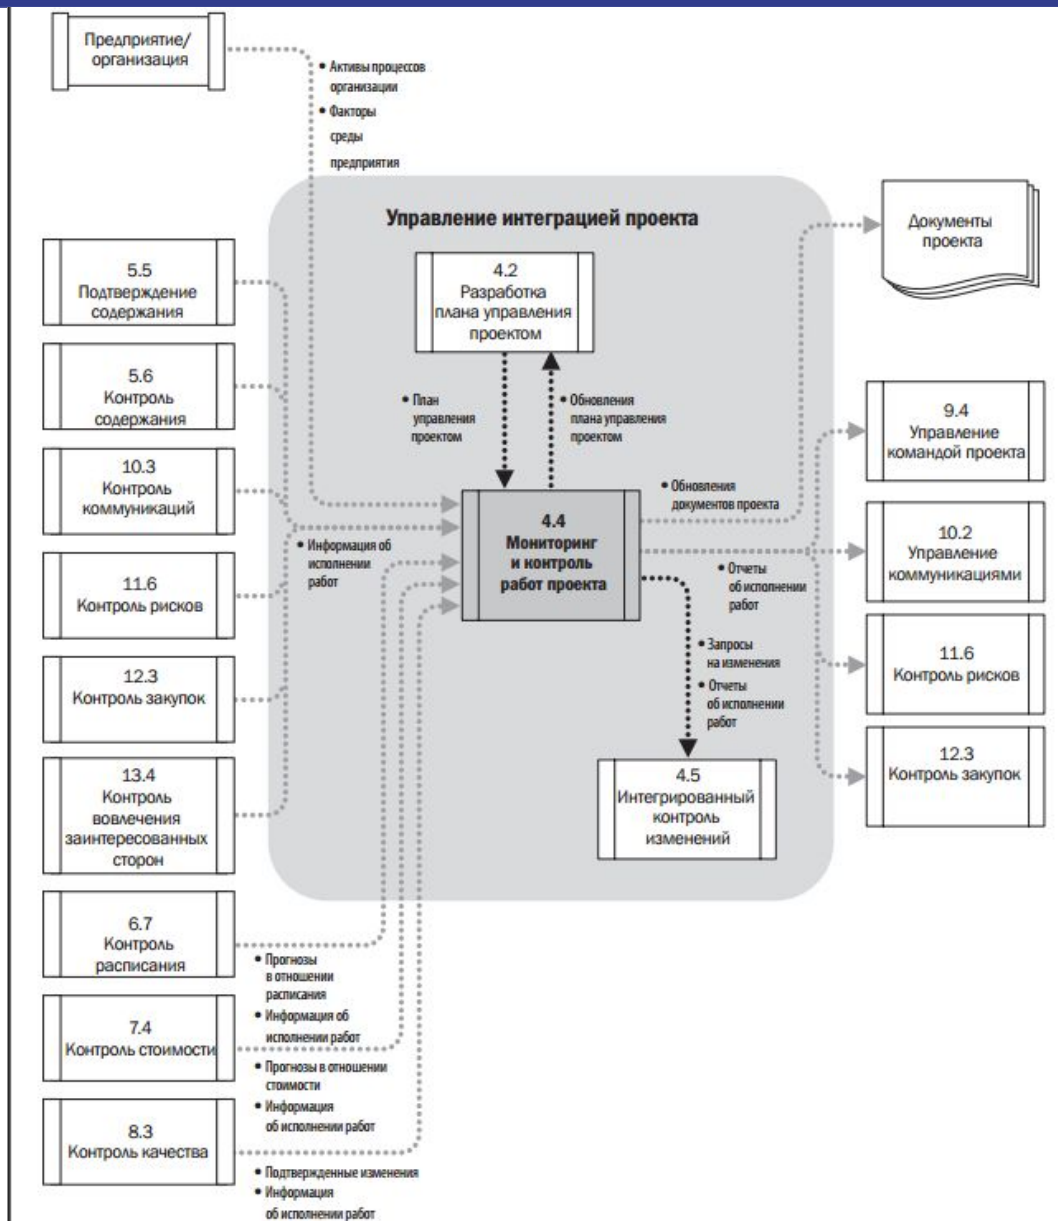 Предприятие/
организация
• Активы процессов
организации
• Факторы
среды
предприятия
Управление интеграцией проекта
Документы
проекта
4.2
Разработка
плана управления
проектом
5.5
Подтверждение
содержания
5.6
Контроль
содержания
10.3
Контроль
коммуникаций
11.6
Контроль рисков
12.3
Контроль закупок
13.4
Контроль
вовлечения
заинтересованных
сторон
6.7
Контроль
расписания
7.4
Контроль стоимости
8.3
Контроль качества
• План
управления
проектом
• Обновления
плана управления
проектом
• Информация об
исполнении
работ
4.4
Мониторинг
и контроль
работ проекта
• Обновления
документов проекта
• Отчеты
об исполнении
работ
• Запросы
на изменения
• Отчеты
об исполнении
работ
4.5
Интегрированный
контроль
изменений
9.4
Управление
командой проекта
10.2
Управление
коммуникациями
11.6
Контроль рисков
12.3
Контроль закупок
• Прогнозы
в отношении
расписания
• Информация об
исполнении работ
• Прогнозы в отношении
стоимости
• Информация
об исполнении работ
• Подтвержденные изменения
• Информация
об исполнении работ